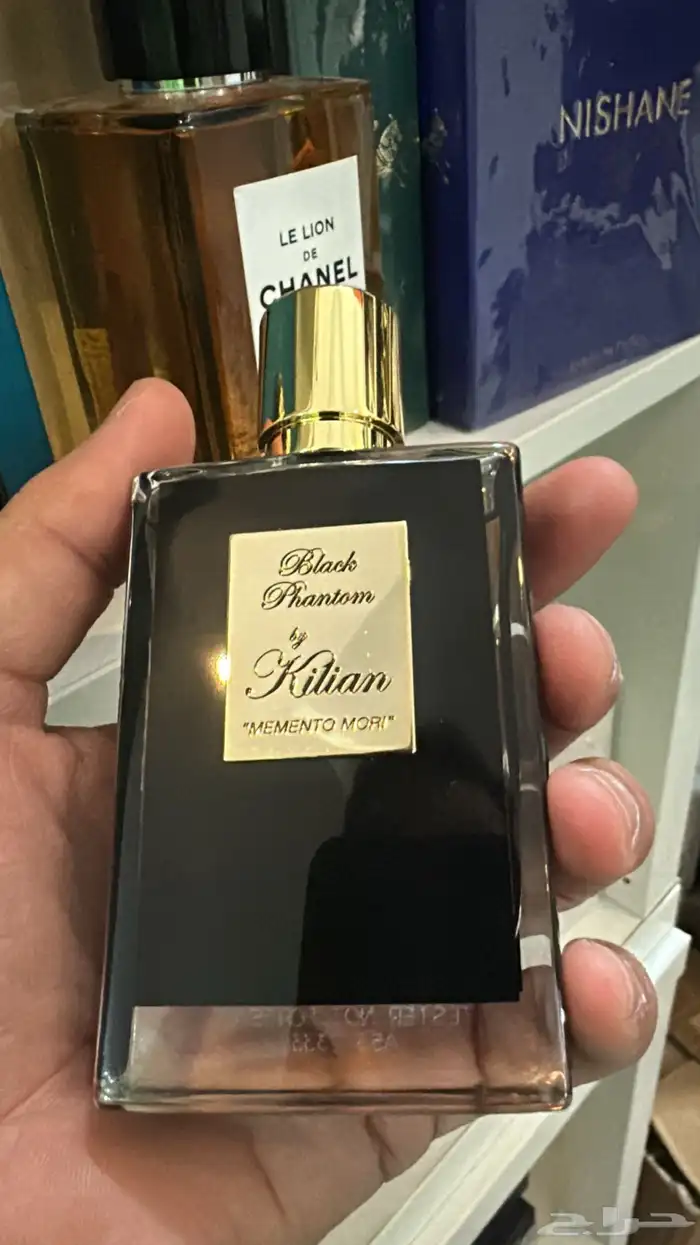 NISHANE
LE LION
DE
CHANEL
Black
Phantom
by
Kilian
"MEMENTO MORI"
حراج